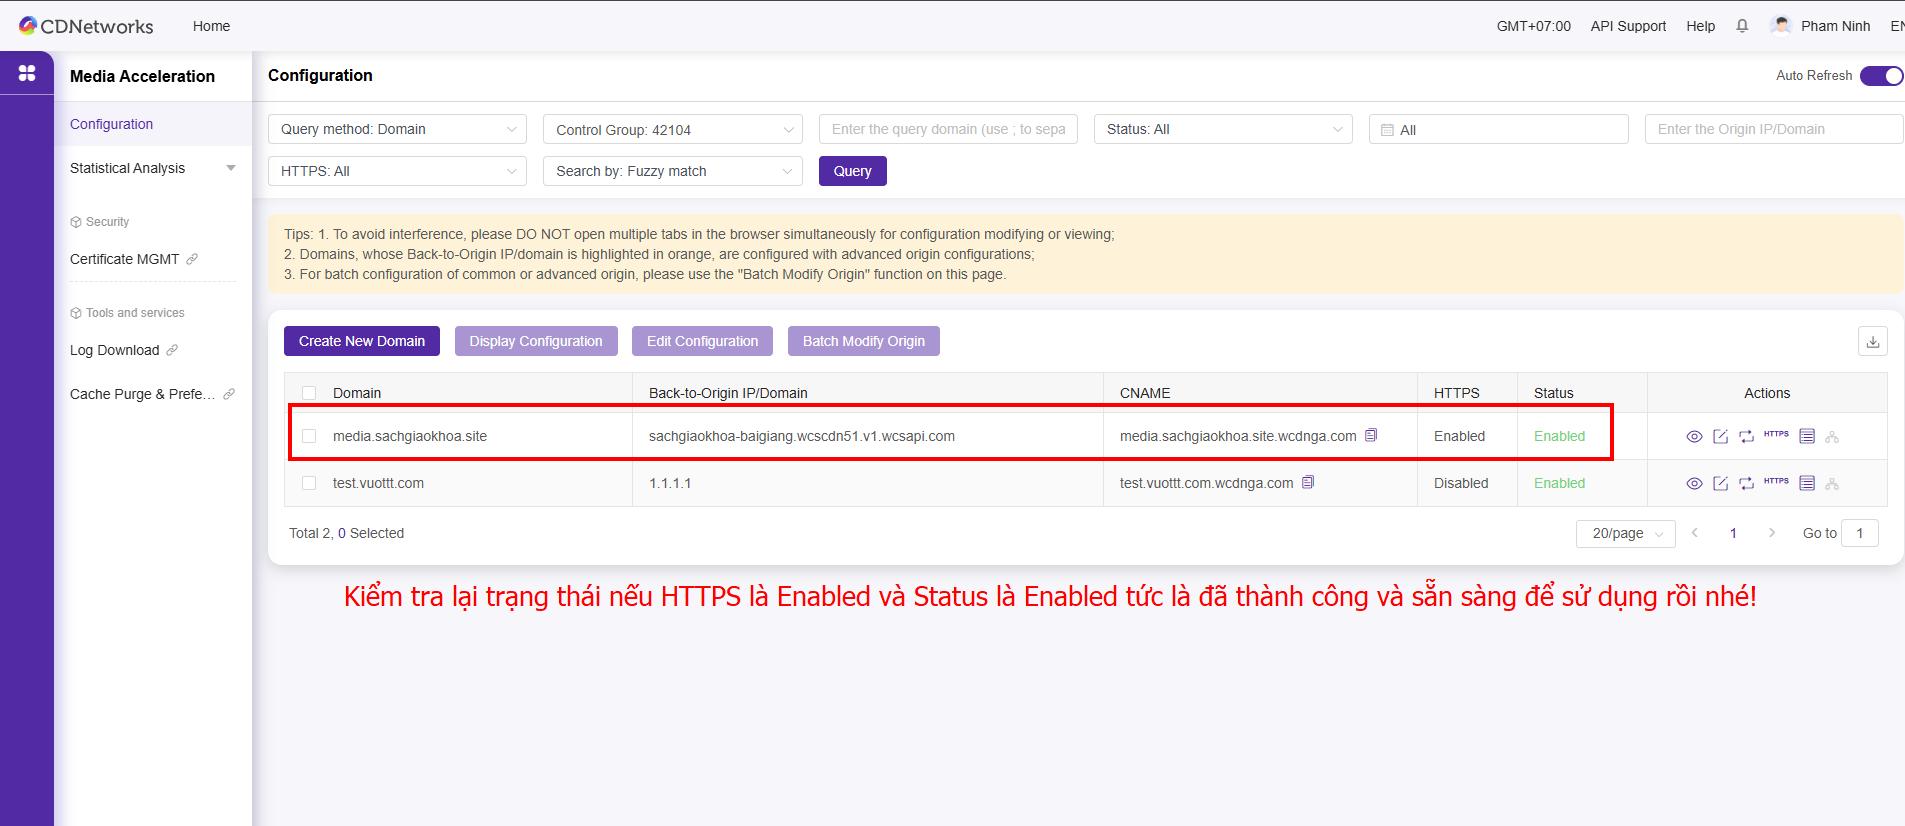 CDNetworks
Home
GMT+07:00
API Support
Help
Pham Ninh
Media Acceleration
Configuration
Statistical Analysis
Security
Certificate MGMT
Tools and services
Log Download
Cache Purge & Prefe...
Configuration
Auto Refresh
Query method: Domain
Control Group: 42104
Enter the query domain (use ; to sepa
Status: All
All
Enter the Origin IP/Domain
HTTPS: All
Search by: Fuzzy match
Query
Tips: 1. To avoid interference, please DO NOT open multiple tabs in the browser simultaneously for configuration modifying or viewing;
2. Domains, whose Back-to-Origin IP/domain is highlighted in orange, are configured with advanced origin configurations;
3. For batch configuration of common or advanced origin, please use the "Batch Modify Origin" function on this page.
Create New Domain
Display Configuration
Edit Configuration
Batch Modify Origin
Domain Back-to-Origin IP/Domain CNAME HTTPS Status Actions
media.sachgiaokhoa.site sachgiaokhoa-baigiang.wcscdn51.v1.wcsapi.com media.sachgiaokhoa.site.wcdnga.com Enabled Enabled HTTPS
test.vuottt.com 1.1.1.1 test.vuottt.com.wcdnga.com Disabled Enabled HTTPS
Total 2, 0 Selected
20/page
1
Go to 1
Kiểm tra lại trạng thái nếu HTTPS là Enabled và Status là Enabled tức là đã thành công và sẵn sàng để sử dụng rồi nhé!